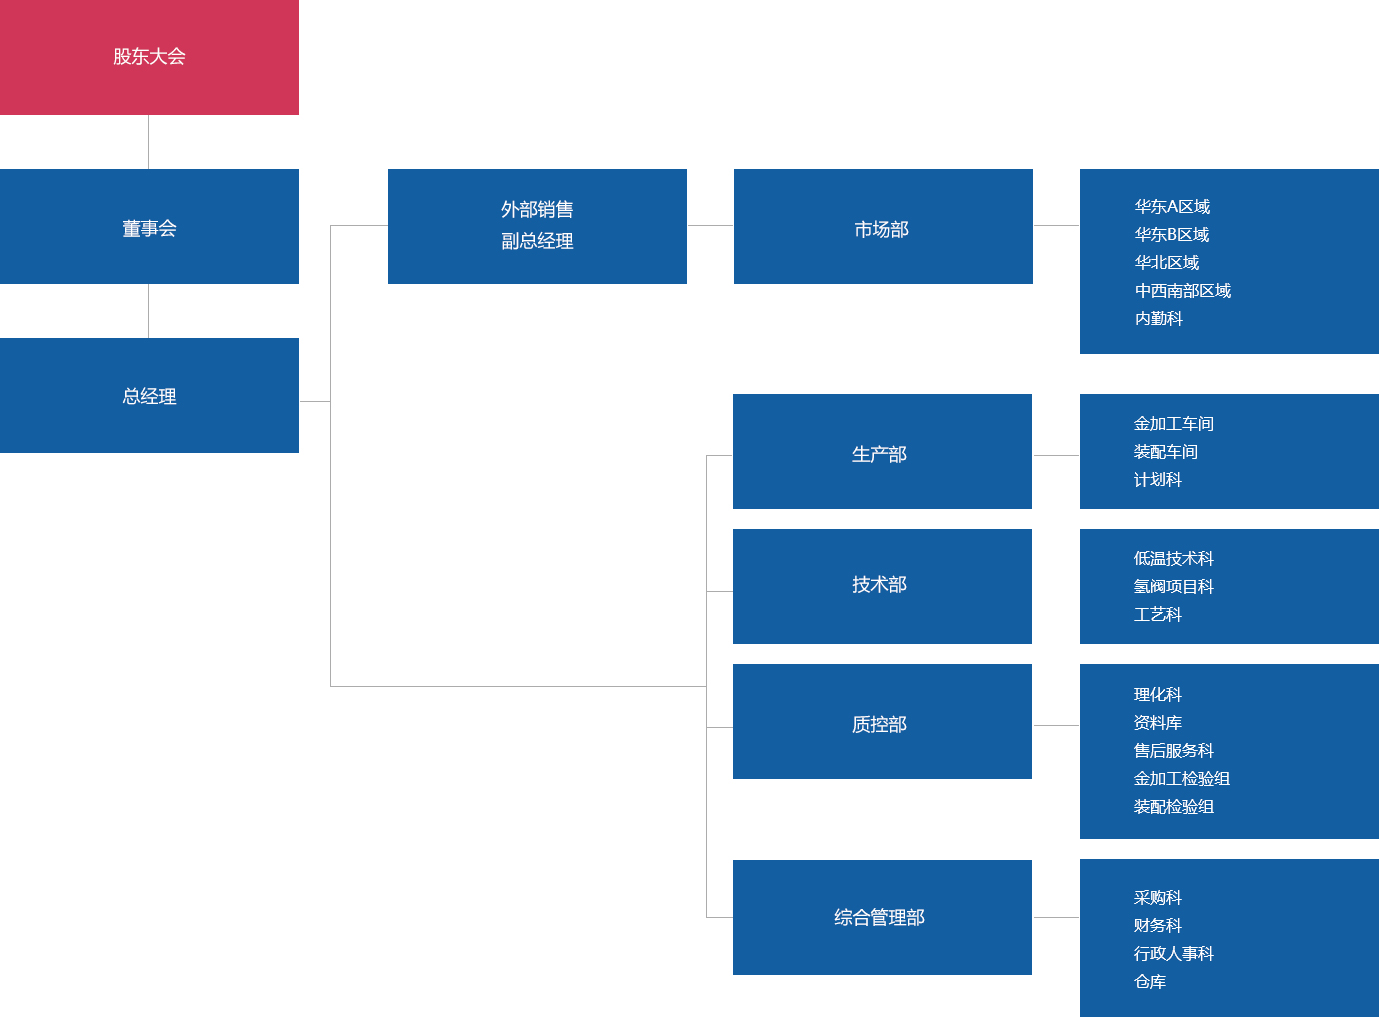 股东大会
董事会
总经理
外部销售
副总经理
市场部
华东A区域
华东B区域
华北区域
中西南部区域
内勤科
生产部
金加工车间
装配车间
计划科
技术部
低温技术科
氢阀项目科
工艺科
质控部
理化科
资料库
售后服务科
金加工检验组
装配检验组
综合管理部
采购科
财务科
行政人事科
仓库